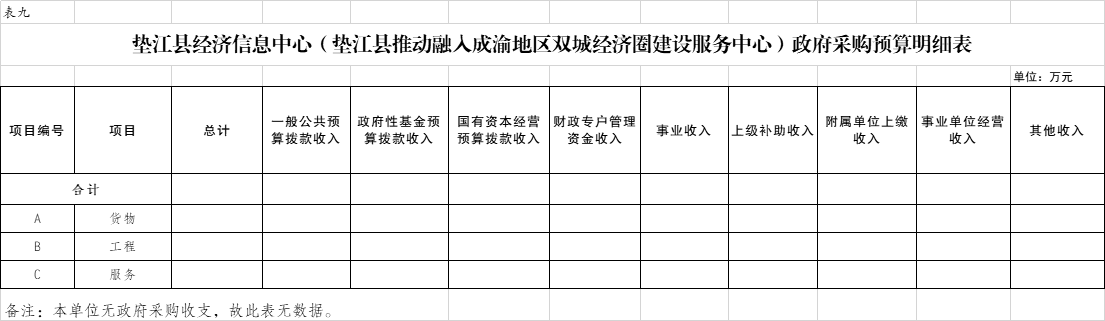 表九
垫江县经济信息中心（垫江县推动融入成渝地区双城经济圈建设服务中心）政府采购预算明细表
单位：万元
项目编号 项目 总计 一般公共预算拨款收入 政府性基金预算拨款收入 国有资本经营预算拨款收入 财政专户管理资金收入 事业收入 上级补助收入 附属单位上缴收入 事业单位经营收入 其他收入
合计
A 货物
B 工程
C 服务
备注：本单位无政府采购收支，故此表无数据。